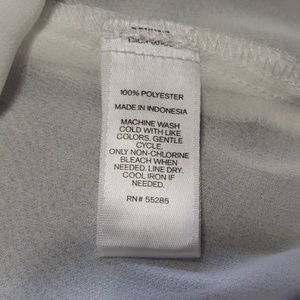 100% POLYESTER
MADE IN INDONESIA
MACHINE WASH
COLD WITH LIKE
COLORS. GENTLE
CYCLE.
ONLY NON-CHLORINE
BLEACH WHEN
NEEDED. LINE DRY.
COOL IRON IF
NEEDED.
RN# 55285